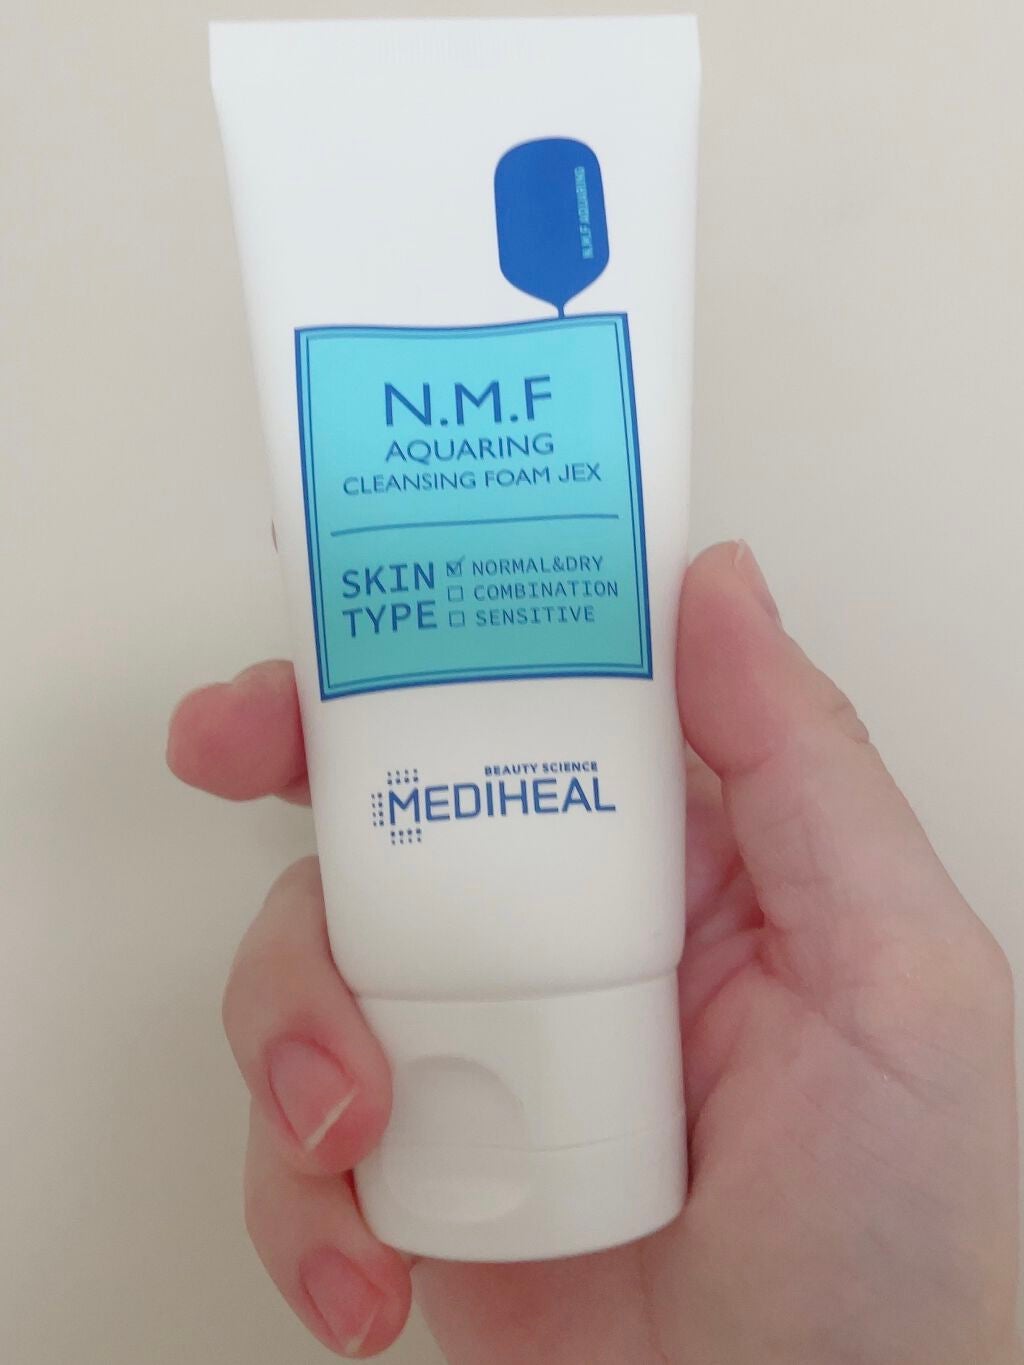 N.M.F AQUARING
N.M.F
AQUARING
CLEANSING FOAM JEX
SKIN TYPE
☑ NORMAL&DRY
☐ COMBINATION
☐ SENSITIVE
BEAUTY SCIENCE
MEDIHEAL